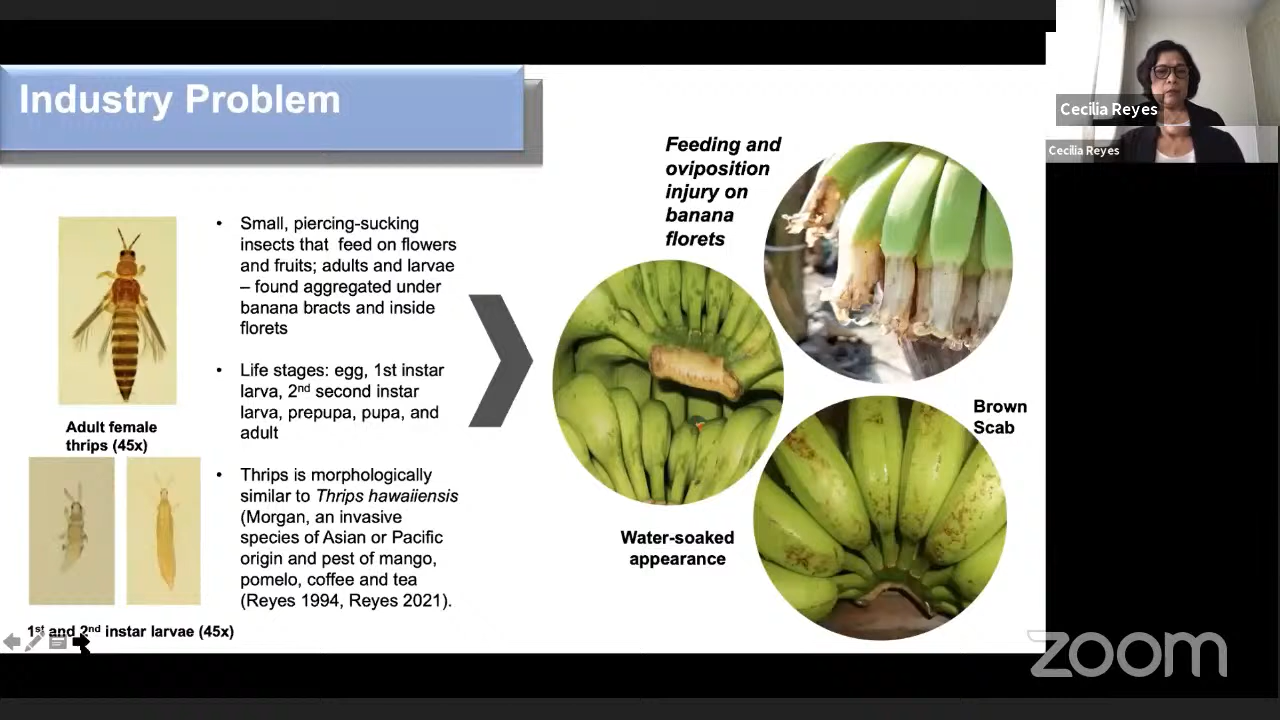 Industry Problem
Cecilia Reyes
Cecilia Reyes
Small, piercing-sucking
insects that feed on flowers
and fruits; adults and larvae
– found aggregated under
banana bracts and inside
florets
Life stages: egg, 1st instar
larva, 2nd second instar
larva, prepupa, pupa, and
adult
Thrips is morphologically
similar to Thrips hawaiiensis
(Morgan, an invasive
species of Asian or Pacific
origin and pest of mango,
pomelo, coffee and tea
(Reyes 1994, Reyes 2021).
Adult female
thrips (45x)
1st and 2nd instar larvae (45x)
Feeding and
oviposition
injury on
banana
florets
Water-soaked
appearance
Brown
Scab
zoom